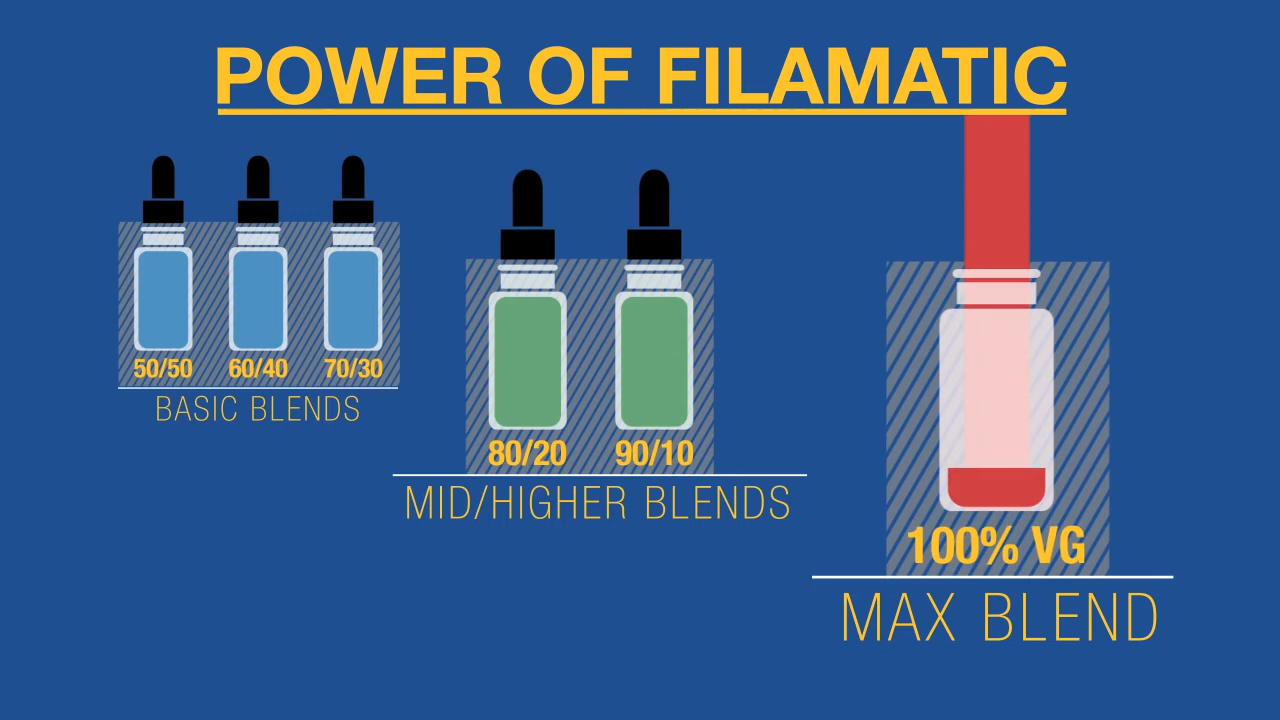 POWER OF FILAMATIC
50/50 60/40 70/30
BASIC BLENDS
80/20 90/10
MID/HIGHER BLENDS
100% VG
MAX BLEND